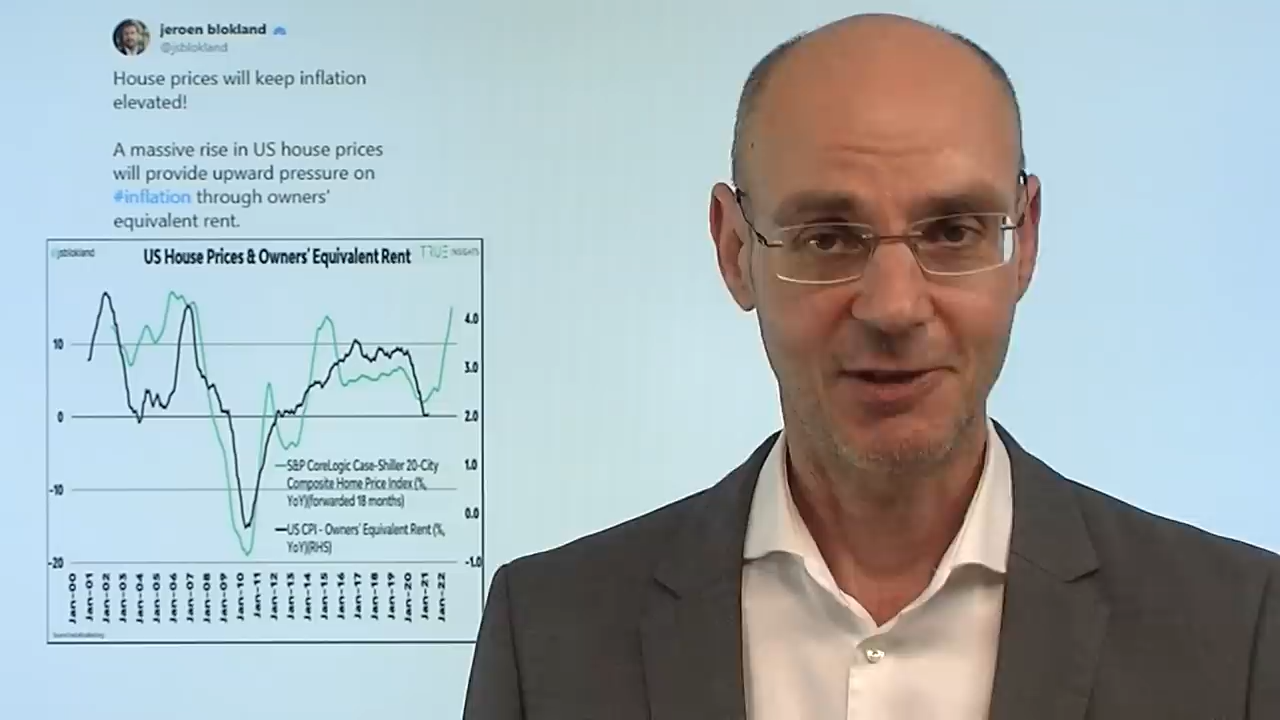 jeroen blokland
@jsblokland
House prices will keep inflation
elevated!
A massive rise in US house prices
will provide upward pressure on
#inflation through owners'
equivalent rent.
@jsblokland
US House Prices & Owners' Equivalent Rent
TRUE INSIGHTS
10
0
-10
-20
4.0
3.0
2.0
1.0
0.0
-1.0
S&P CoreLogic Case-Shiller 20-City
Composite Home Price Index (%,
YoY)(forwarded 18 months)
US CPI - Owners' Equivalent Rent (%,
YoY)(RHS)
Jan-00
Jan-01
Jan-02
Jan-03
Jan-04
Jan-05
Jan-06
Jan-07
Jan-08
Jan-09
Jan-10
Jan-11
Jan-12
Jan-13
Jan-14
Jan-15
Jan-16
Jan-17
Jan-18
Jan-19
Jan-20
Jan-21
Jan-22